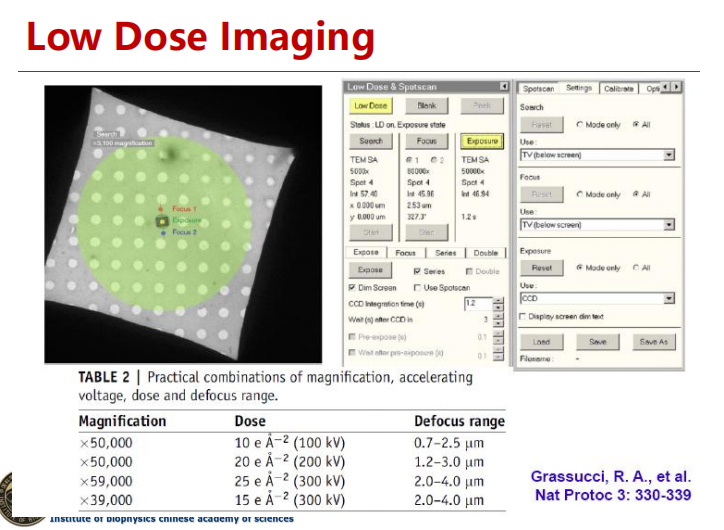 Low Dose Imaging
Search
×5,100 magnification
Focus 1
Exposure
Focus 2
Low Dose & Spotscan
Low Dose Blank Peek
Status : LD on, Exposure state
Search Focus Exposure
TEM SA 1 2 TEM SA
5000x 80000x 50000x
Spot 4 Spot 4 Spot 4
Int 57.40 Int 45.96 Int 46.94
x 0.000 um 2.53 um
y 0.000 um 327.3° 1.2 s
Start Start
Expose Focus Series Double
Expose Series Double
Dim Screen Use Spotscan
CCD Integration time (s) 1.2
Wait (s) after CCD in 3
Pre-expose (s) 0.1
Wait after pre-exposure (s) 0.1
Spotscan Settings Calibrate Opti
Search
Reset Mode only All
Use:
TV (below screen)
Focus
Reset Mode only All
Use:
TV (below screen)
Exposure
Reset Mode only All
Use:
CCD
Display screen dim text
Load Save Save As
Filename : -
TABLE 2 | Practical combinations of magnification, accelerating
voltage, dose and defocus range.
Magnification Dose Defocus range
×50,000 10 e Å−2 (100 kV) 0.7–2.5 μm
×50,000 20 e Å−2 (200 kV) 1.2–3.0 μm
×59,000 25 e Å−2 (300 kV) 2.0–4.0 μm
×39,000 15 e Å−2 (300 kV) 2.0–4.0 μm
Grassucci, R. A., et al.
Nat Protoc 3: 330-339
Institute of biophysics chinese academy of sciences